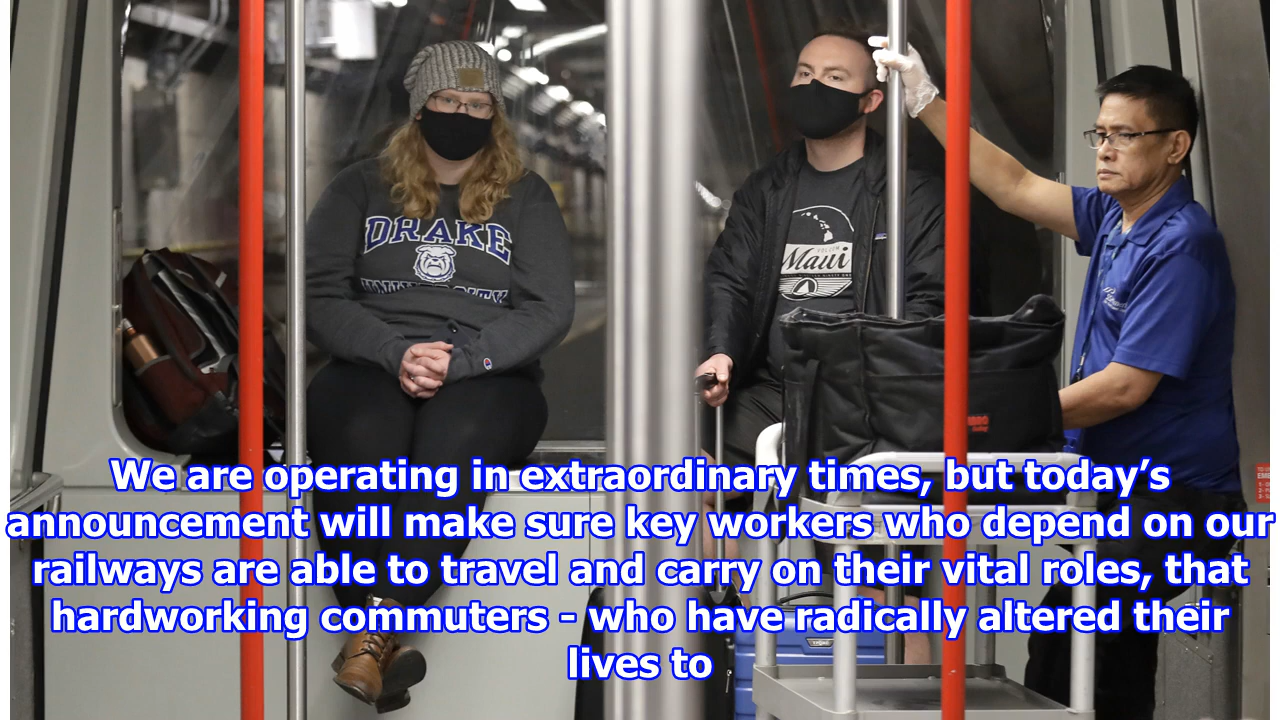 DRAKE
Maui
We are operating in extraordinary times, but today’s
announcement will make sure key workers who depend on our
railways are able to travel and carry on their vital roles, that
hardworking commuters - who have radically altered their
lives to